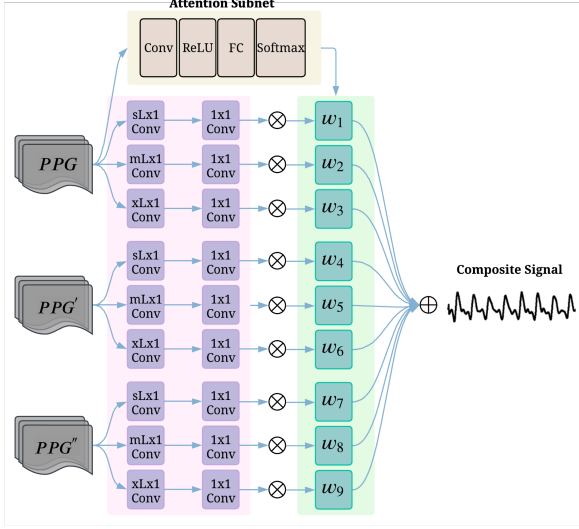 Attention Subnet
Conv ReLU FC Softmax
PPG
sLx1 Conv
1x1 Conv
w1
mLx1 Conv
1x1 Conv
w2
xLx1 Conv
1x1 Conv
w3
PPG′
sLx1 Conv
1x1 Conv
w4
mLx1 Conv
1x1 Conv
w5
xLx1 Conv
1x1 Conv
w6
Composite Signal
PPG″
sLx1 Conv
1x1 Conv
w7
mLx1 Conv
1x1 Conv
w8
xLx1 Conv
1x1 Conv
w9